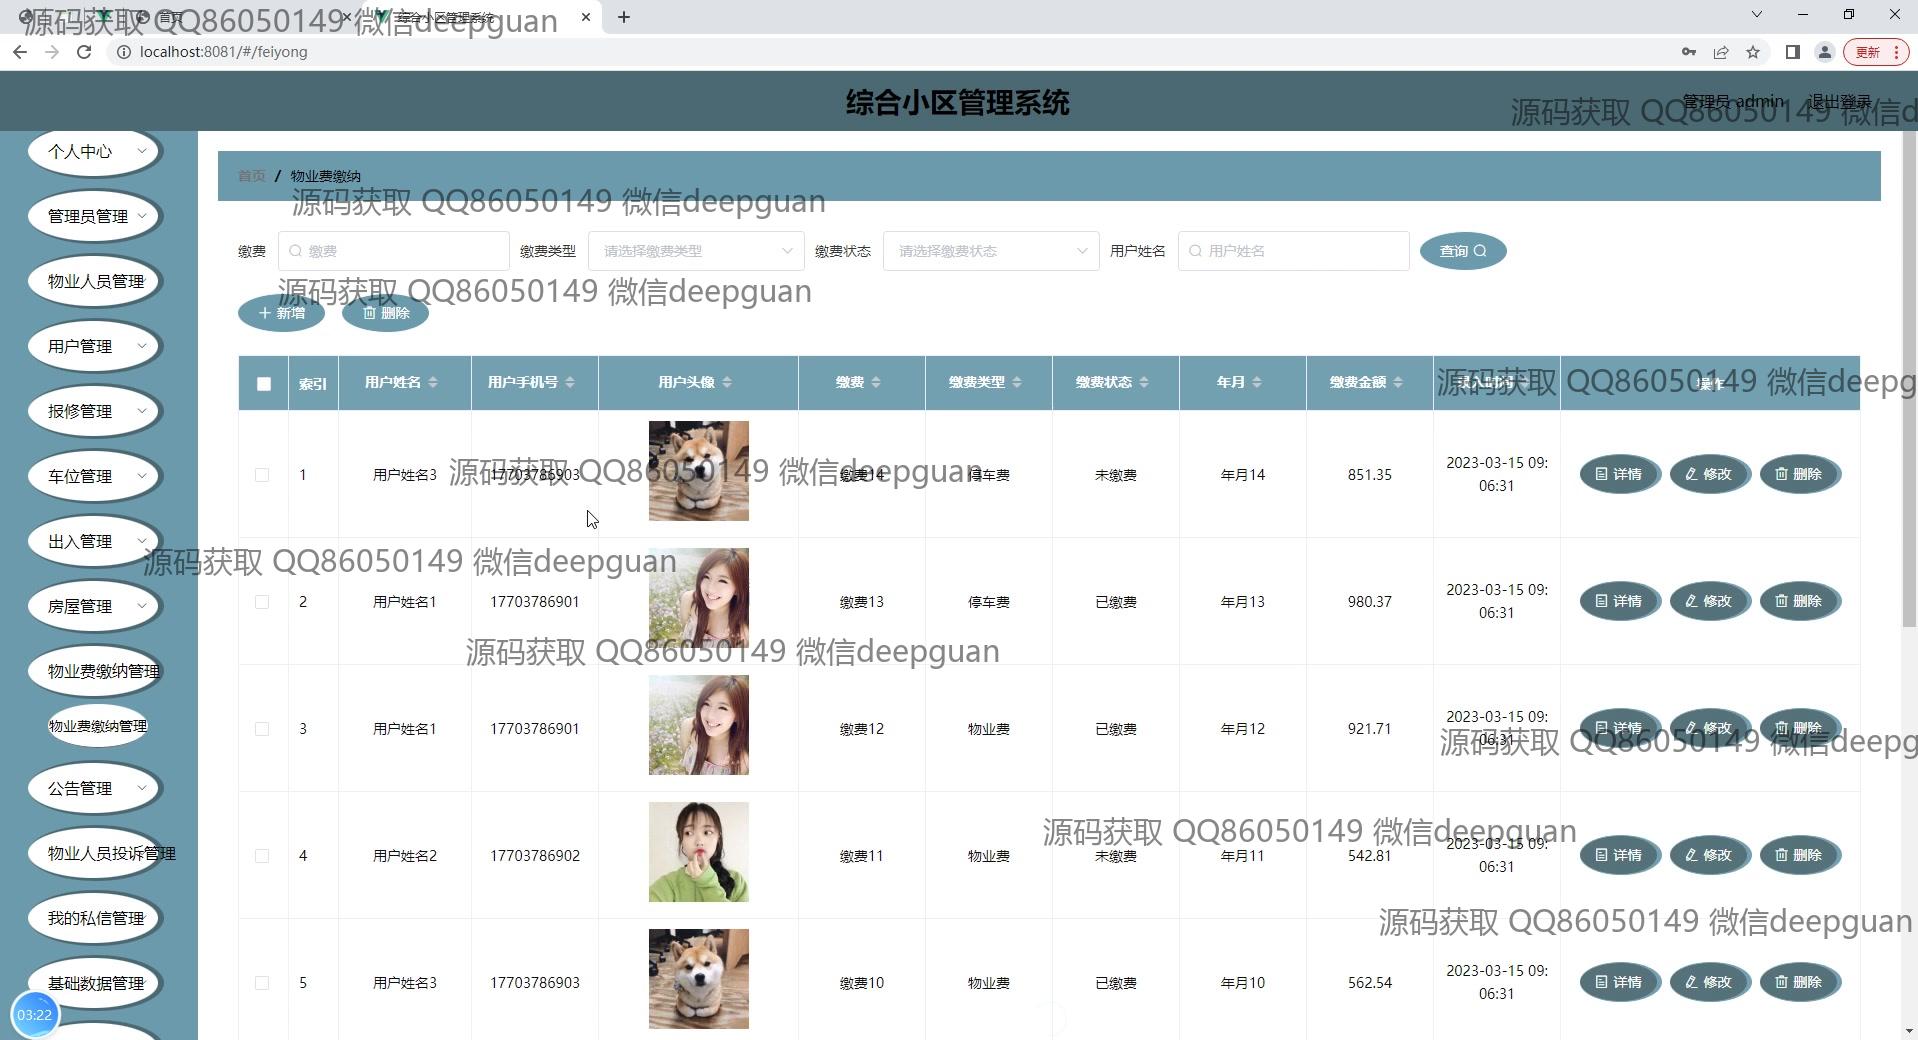 首页
综合小区管理系统
源码获取 QQ86050149 微信deepguan
localhost:8081/#/feiyong
更新
综合小区管理系统
管理员 admin
退出登录
源码获取 QQ86050149 微信d
个人中心
管理员管理
物业人员管理
用户管理
报修管理
车位管理
出入管理
房屋管理
物业费缴纳管理
物业费缴纳管理
公告管理
物业人员投诉管理
我的私信管理
基础数据管理
03:22
首页 / 物业费缴纳
源码获取 QQ86050149 微信deepguan
缴费 缴费 缴费类型 请选择缴费类型 缴费状态 请选择缴费状态 用户姓名 用户姓名 查询
源码获取 QQ86050149 微信deepguan
新增 删除
索引 用户姓名 用户手机号 用户头像 缴费 缴费类型 缴费状态 年月 缴费金额 录入时间 操作
源码获取 QQ86050149 微信deepg
1 用户姓名3 17703786903 缴费14 停车费 未缴费 年月14 851.35 2023-03-15 09:
06:31
详情 修改 删除
源码获取 QQ86050149 微信deepguan
源码获取 QQ86050149 微信deepguan
2 用户姓名1 17703786901 缴费13 停车费 已缴费 年月13 980.37 2023-03-15 09:
06:31
详情 修改 删除
源码获取 QQ86050149 微信deepguan
3 用户姓名1 17703786901 缴费12 物业费 已缴费 年月12 921.71 2023-03-15 09:
06:31
详情 修改 删除
源码获取 QQ86050149 微信deepg
源码获取 QQ86050149 微信deepguan
4 用户姓名2 17703786902 缴费11 物业费 未缴费 年月11 542.81 2023-03-15 09:
06:31
详情 修改 删除
源码获取 QQ86050149 微信deepguan
5 用户姓名3 17703786903 缴费10 物业费 已缴费 年月10 562.54 2023-03-15 09:
06:31
详情 修改 删除